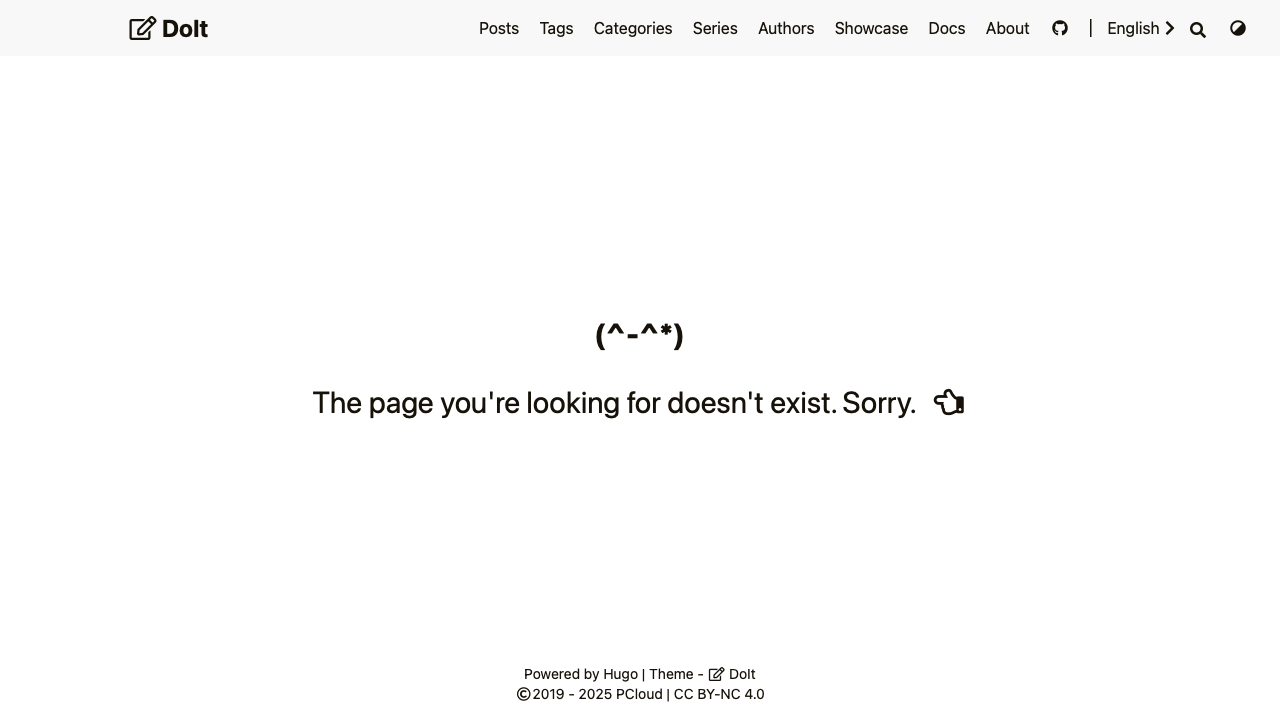 DoIt Posts Tags Categories Series Authors Showcase Docs About | English
(^-^*)
The page you're looking for doesn't exist. Sorry.
Powered by Hugo | Theme - DoIt
©2019 - 2025 PCloud | CC BY-NC 4.0